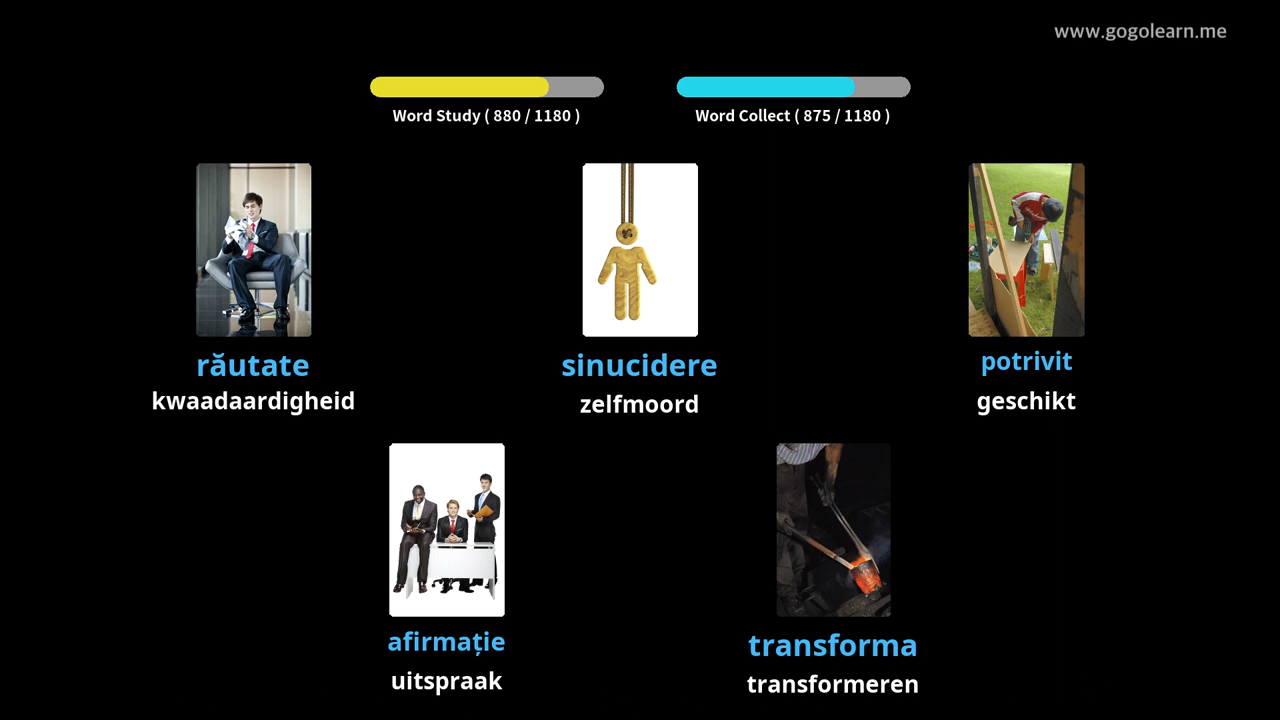 www.gogolearn.me
Word Study ( 880 / 1180 )
Word Collect ( 875 / 1180 )
răutate
kwaadaardigheid
sinucidere
zelfmoord
potrivit
geschikt
afirmație
uitspraak
transforma
transformeren